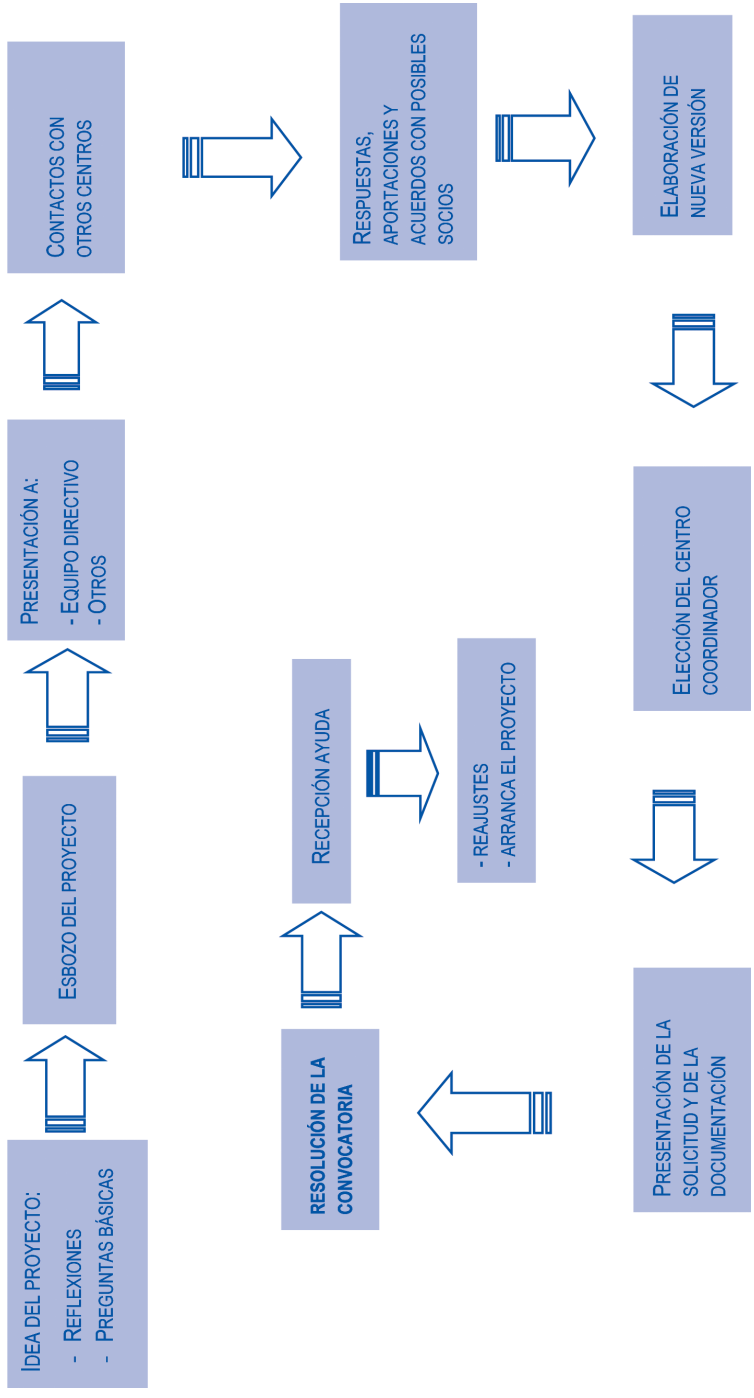 IDEA DEL PROYECTO:
- REFLEXIONES
- PREGUNTAS BÁSICAS
ESBOZO DEL PROYECTO
PRESENTACIÓN A:
- EQUIPO DIRECTIVO
- OTROS
CONTACTOS CON
OTROS CENTROS
RESPUESTAS,
APORTACIONES Y
ACUERDOS CON POSIBLES
SOCIOS
ELABORACIÓN DE
NUEVA VERSIÓN
ELECCIÓN DEL CENTRO
COORDINADOR
PRESENTACIÓN DE LA
SOLICITUD Y DE LA
DOCUMENTACIÓN
RESOLUCIÓN DE LA
CONVOCATORIA
RECEPCIÓN AYUDA
- REAJUSTES
- ARRANCA EL PROYECTO